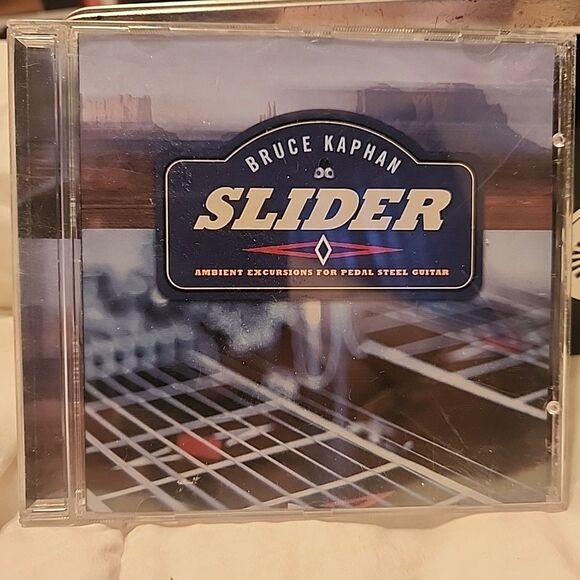 BRUCE KAPHAN
SLIDER
AMBIENT EXCURSIONS FOR PEDAL STEEL GUITAR